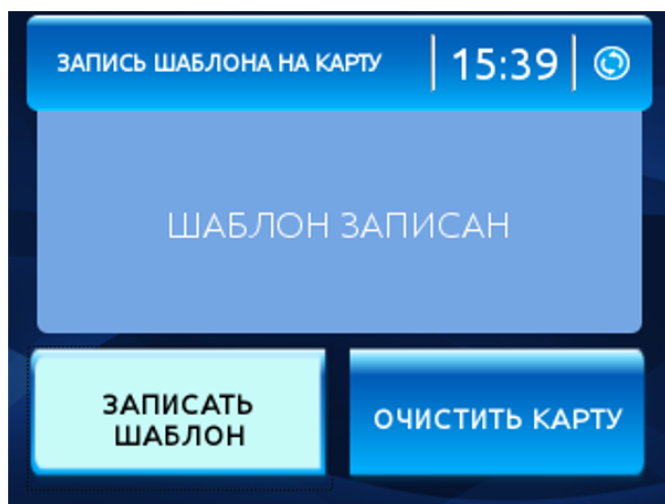 ЗАПИСЬ ШАБЛОНА НА КАРТУ 15:39
ШАБЛОН ЗАПИСАН
ЗАПИСАТЬ
ШАБЛОН
ОЧИСТИТЬ КАРТУ